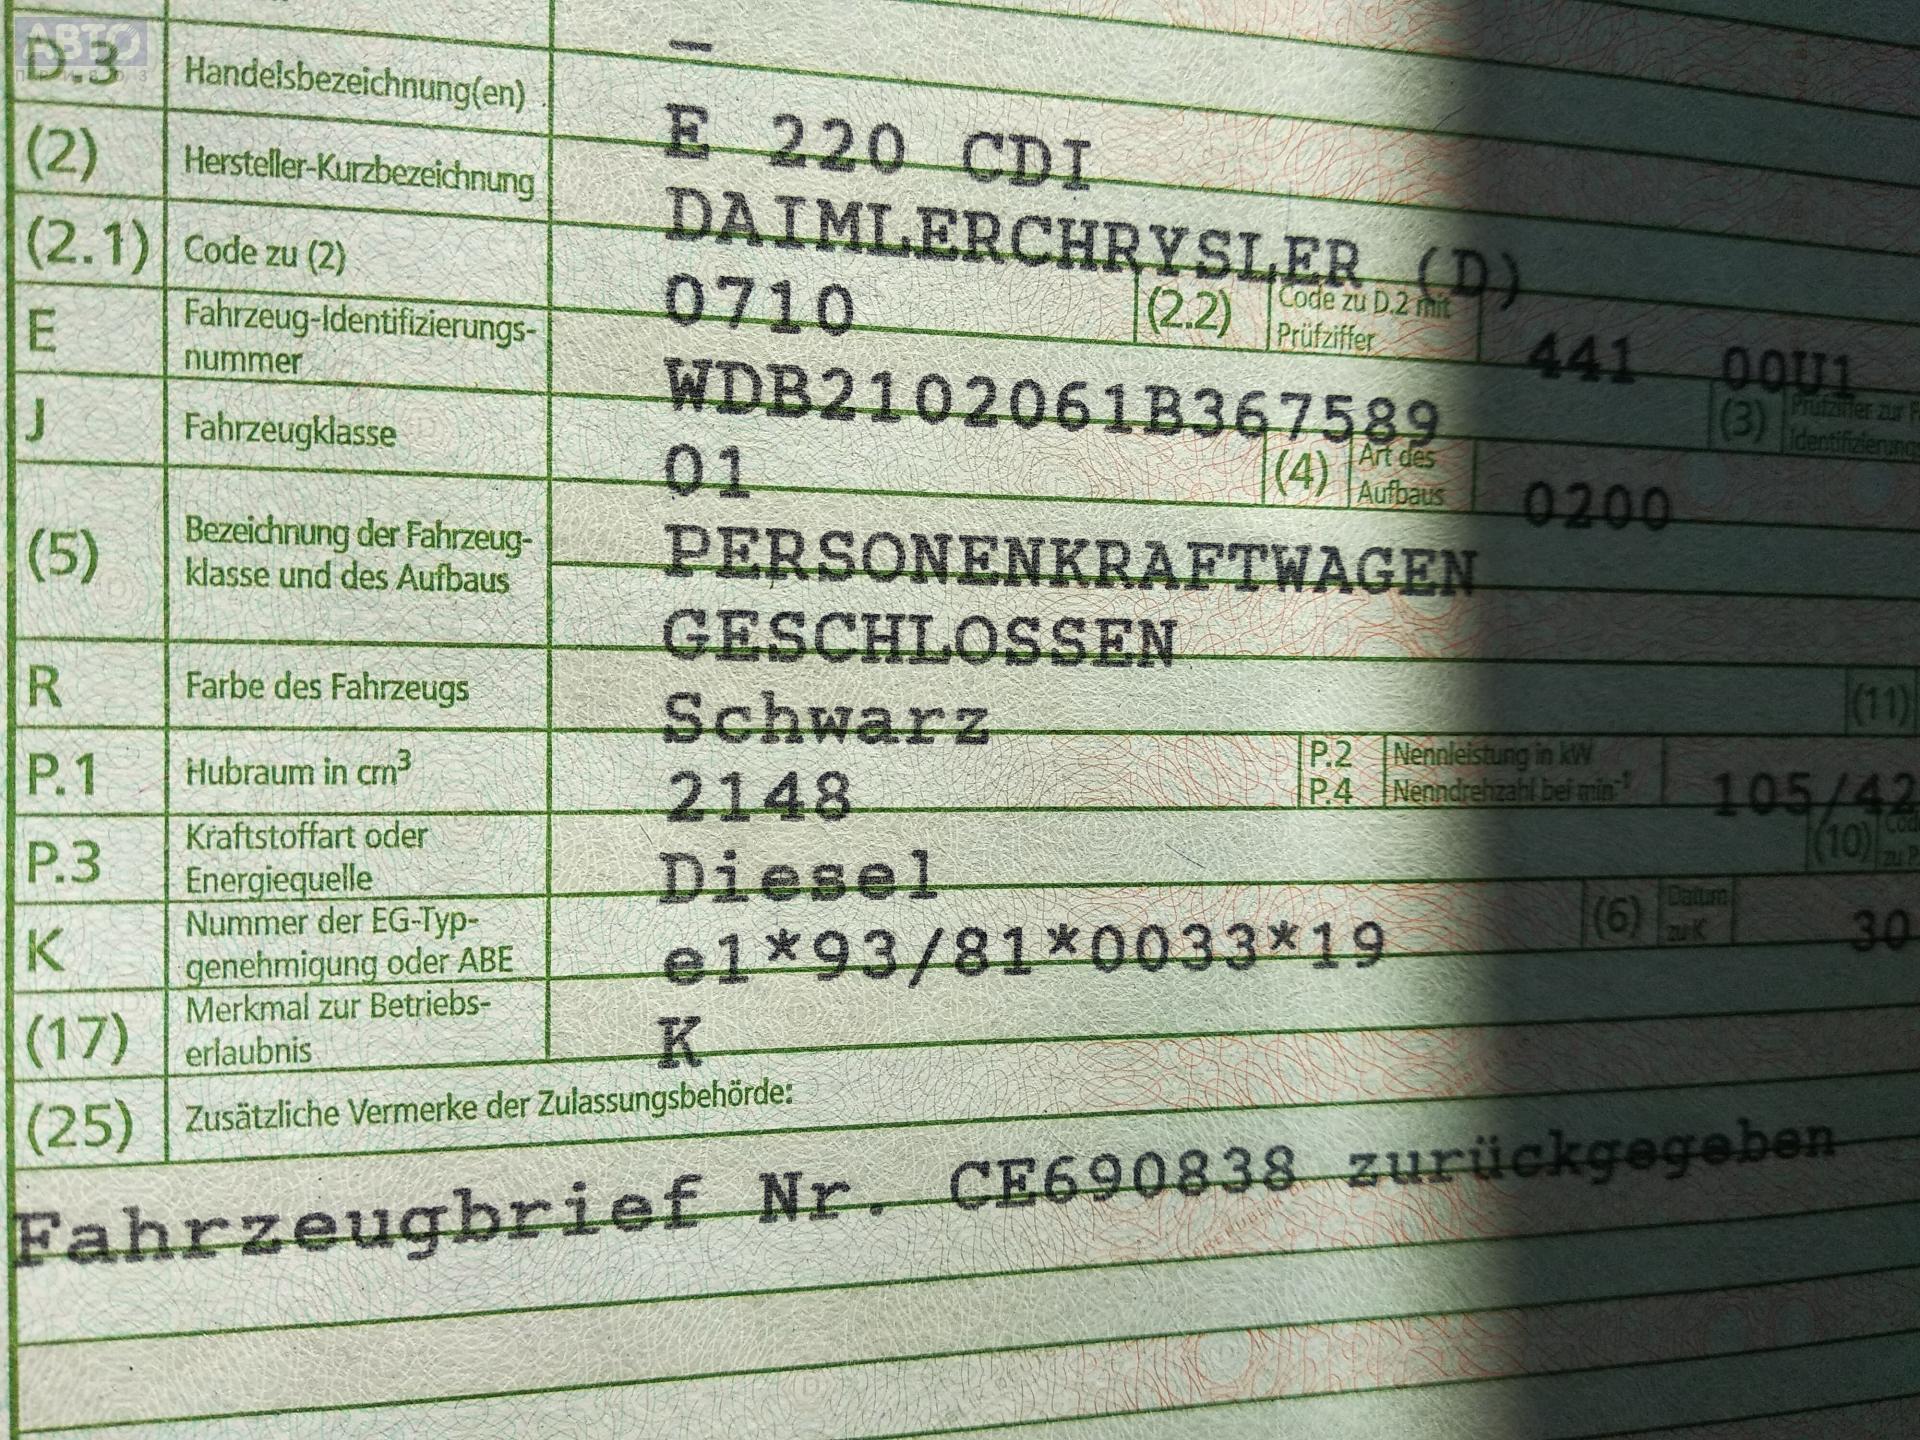 АВТО
ПРИВОЗ
D.3 Handelsbezeichnung(en) –
E 220 CDI
(2) Hersteller-Kurzbezeichnung DAIMLERCHRYSLER (D)
(2.1) Code zu (2) 0710 (2.2) Code zu D.2 mit Prüfziffer 441 00U1
E Fahrzeug-Identifizierungs-
nummer WDB2102061B367589 (3) Prüfziffer zur
J Fahrzeugklasse 01 (4) Art des Aufbaus 0200
(5) Bezeichnung der Fahrzeug-
klasse und des Aufbaus PERSONENKRAFTWAGEN
GESCHLOSSEN
R Farbe des Fahrzeugs Schwarz (11)
P.1 Hubraum in cm³ 2148 P.2 Nennleistung in kW
P.4 Nenndrehzahl bei min⁻¹ 105/42
P.3 Kraftstoffart oder
Energiequelle Diesel (10)
K Nummer der EG-Typ-
genehmigung oder ABE e1*93/81*0033*19 (6) Datum zu K 30
(17) Merkmal zur Betriebs-
erlaubnis K
(25) Zusätzliche Vermerke der Zulassungsbehörde:
Fahrzeugbrief Nr. CE690838 zurückgegeben